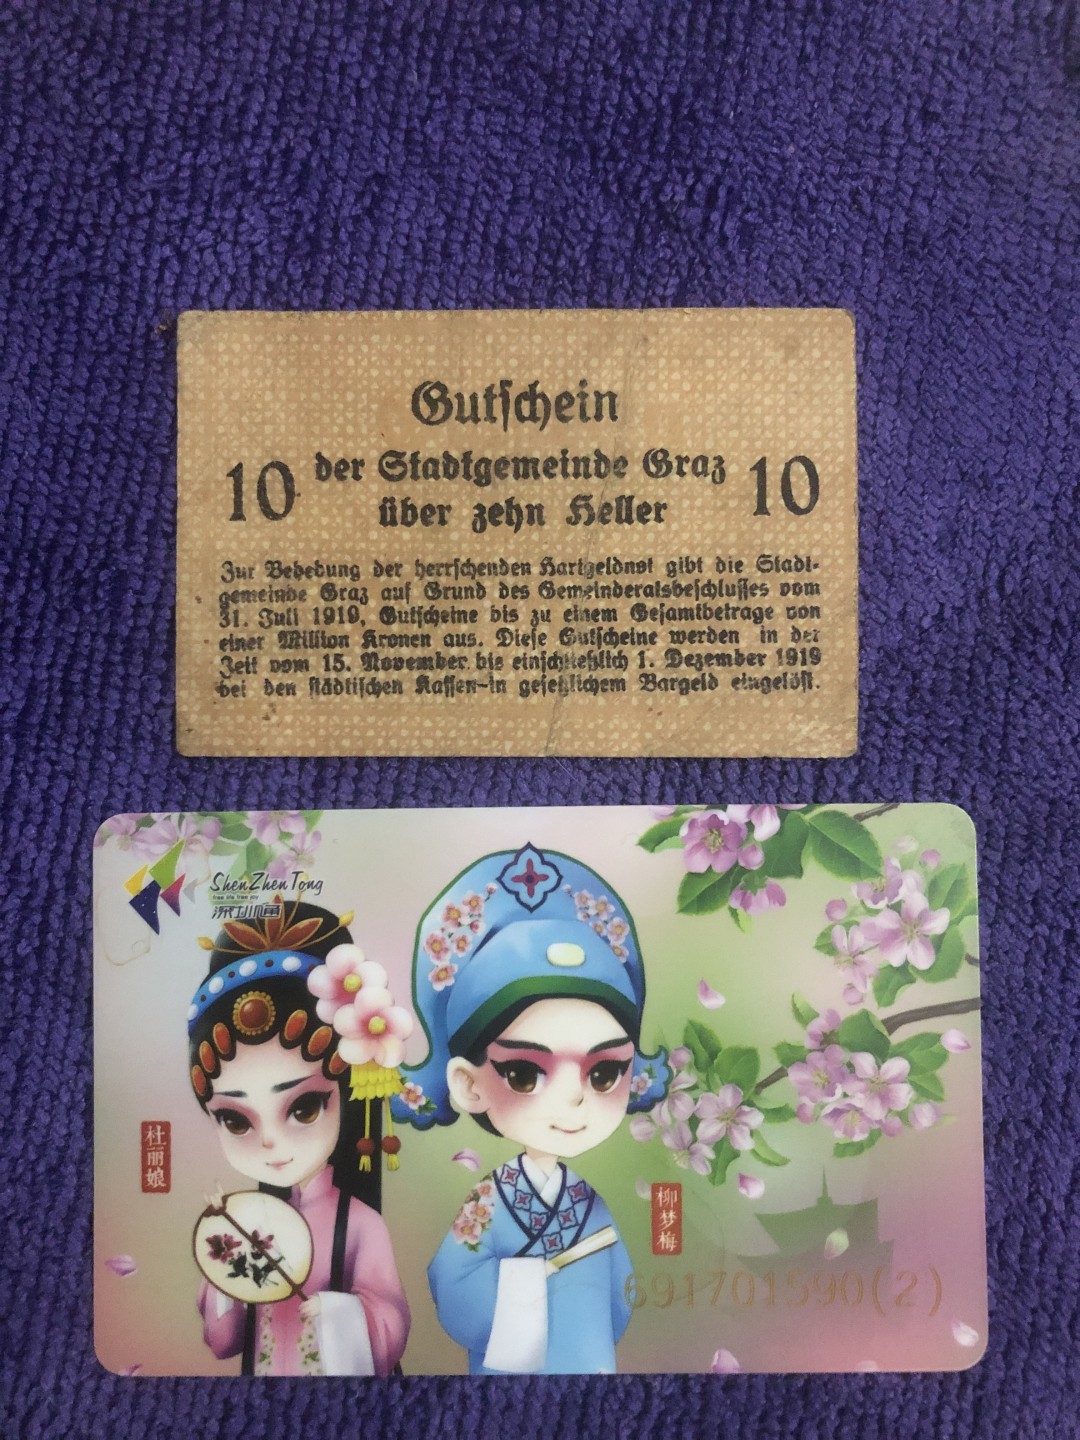 Gutschein
10 der Stadtgemeinde Graz 10
über zehn Heller
Zur Behebung der herrschenden Hartgeldnot gibt die Stadt-
gemeinde Graz auf Grund des Gemeinderatsbeschlusses vom
31. Juli 1919, Gutscheine bis zu einem Gesamtbetrage von
einer Million Kronen aus. Diese Gutscheine werden in der
Zeit vom 15. November bis einschließlich 1. Dezember 1919
bei den städtischen Kassen in gesetzlichem Bargeld eingelöst.
ShenZhenTong
深圳通
杜丽娘
柳梦梅
691701590(2)